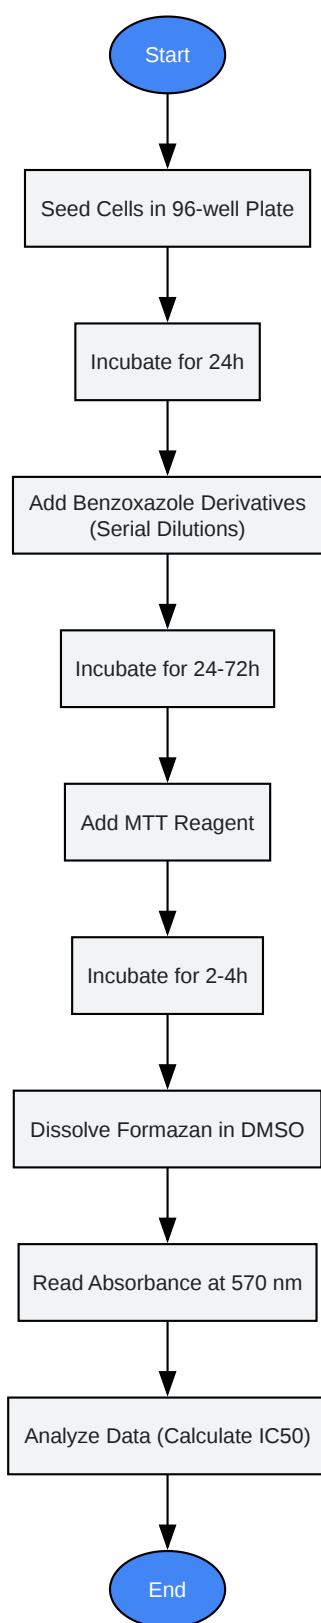 Start
Seed Cells in 96-well Plate
Incubate for 24h
Add Benzoxazole Derivatives
(Serial Dilutions)
Incubate for 24-72h
Add MTT Reagent
Incubate for 2-4h
Dissolve Formazan in DMSO
Read Absorbance at 570 nm
Analyze Data (Calculate IC50)
End